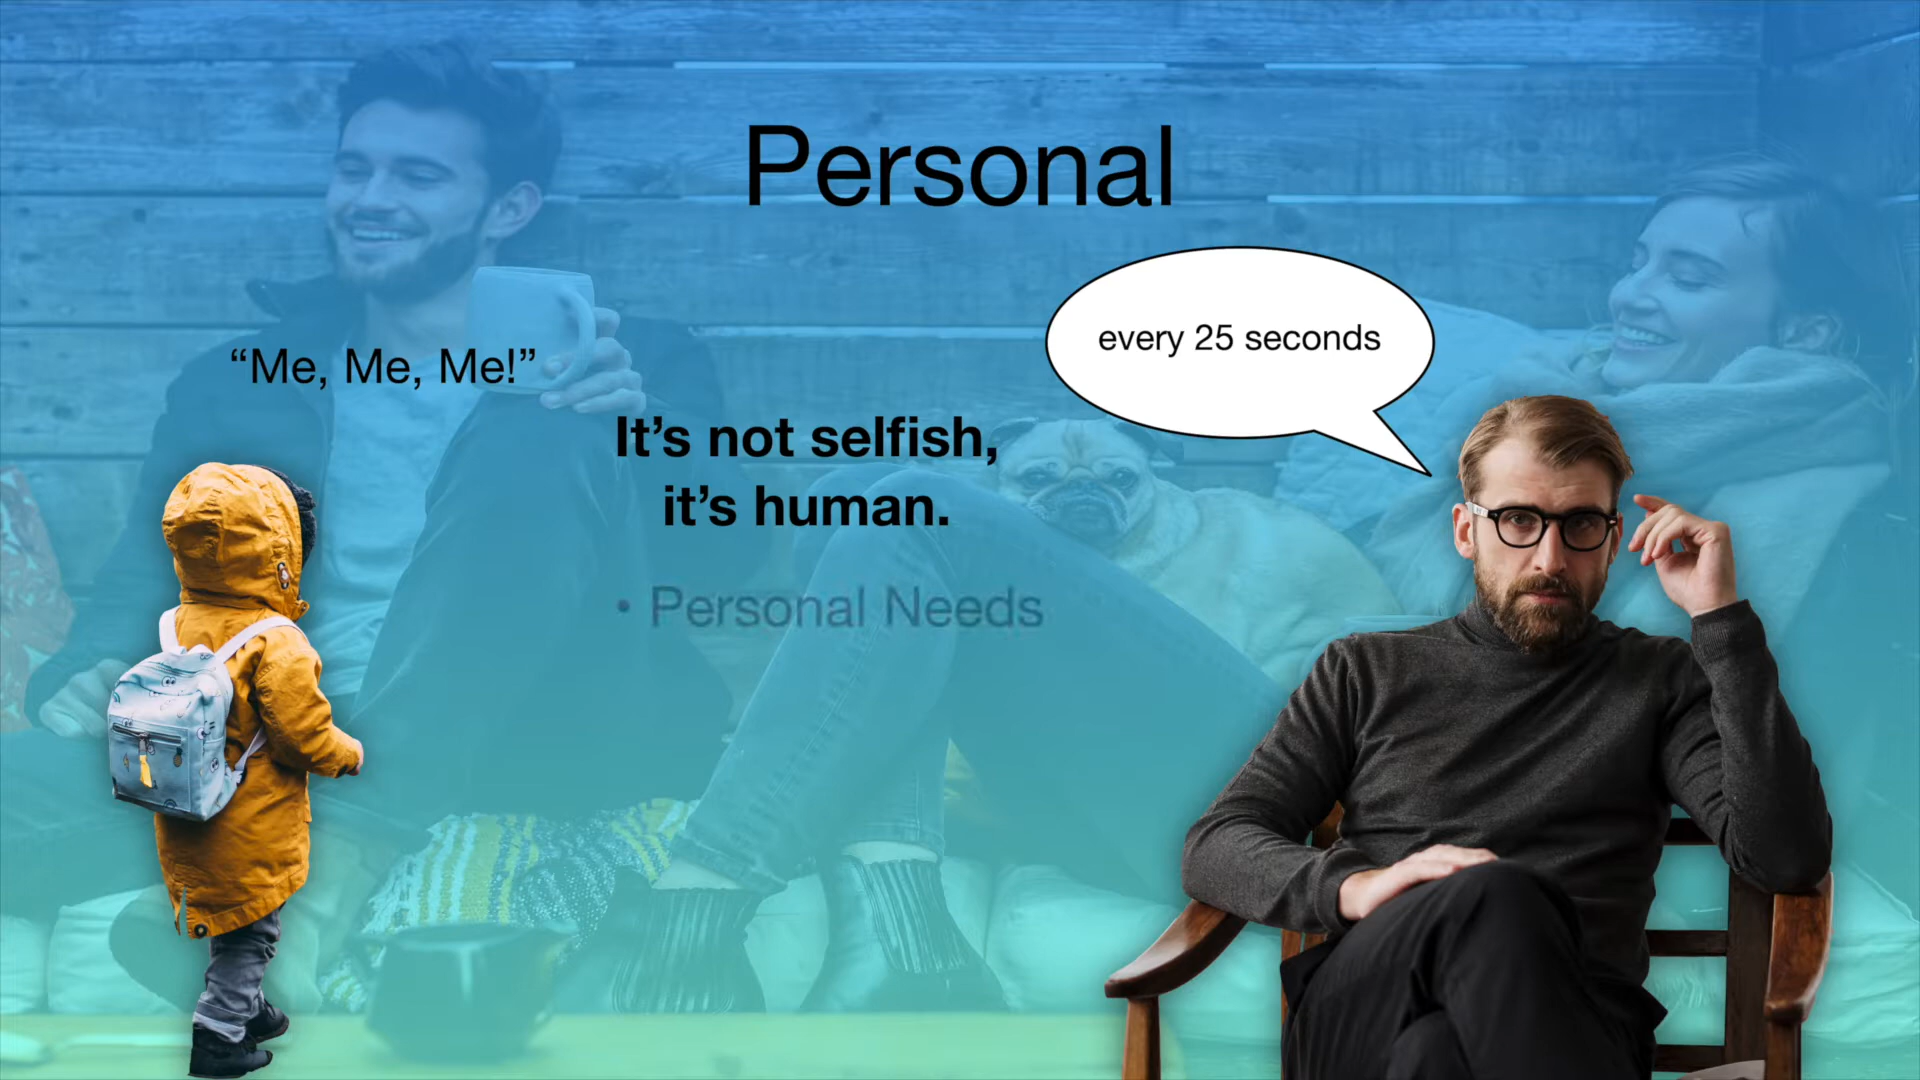 Personal
every 25 seconds
“Me, Me, Me!”
It’s not selfish,
it’s human.
• Personal Needs